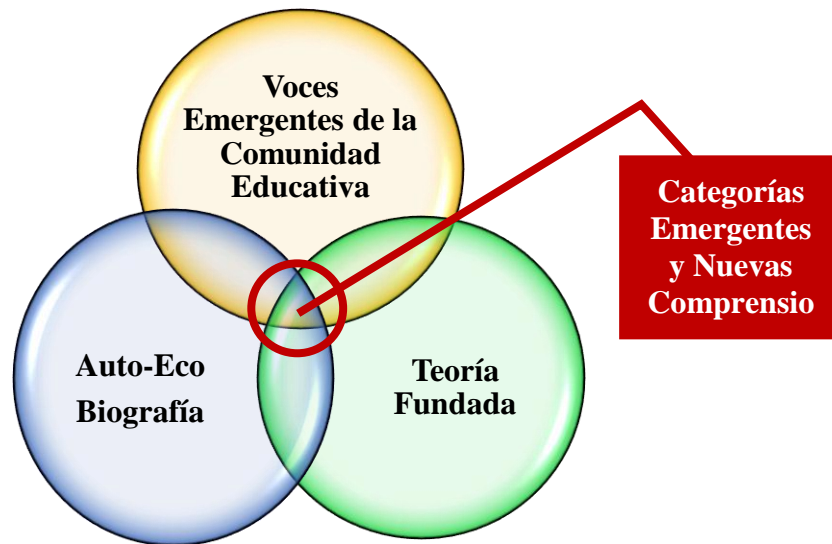 Voces
Emergentes de la
Comunidad
Educativa
Categorías
Emergentes
y Nuevas
Comprensio
Auto-Eco
Biografía
Teoría
Fundada